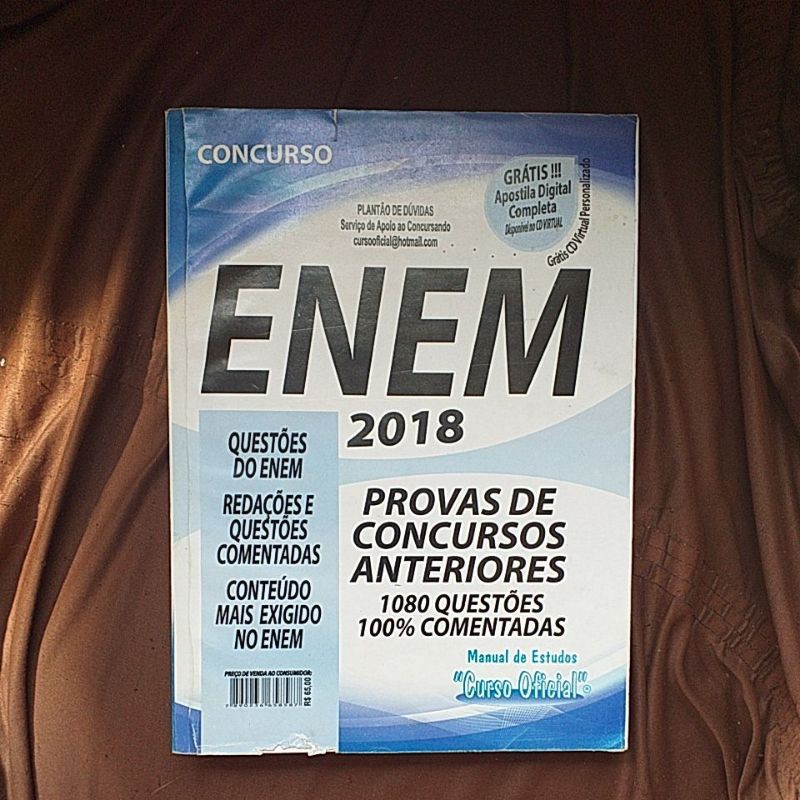 CONCURSO
GRÁTIS !!!
Apostila Digital
Completa
Disponível no CD VIRTUAL
Grátis CD Virtual Personalizado
PLANTÃO DE DÚVIDAS
Serviço de Apoio ao Concursando
cursooficial@hotmail.com
ENEM
2018
QUESTÕES
DO ENEM
REDAÇÕES E
QUESTÕES
COMENTADAS
CONTEÚDO
MAIS EXIGIDO
NO ENEM
PROVAS DE
CONCURSOS
ANTERIORES
1080 QUESTÕES
100% COMENTADAS
Manual de Estudos
"Curso Oficial"©
PREÇO DE VENDA AO CONSUMIDOR:
R$ 65,00